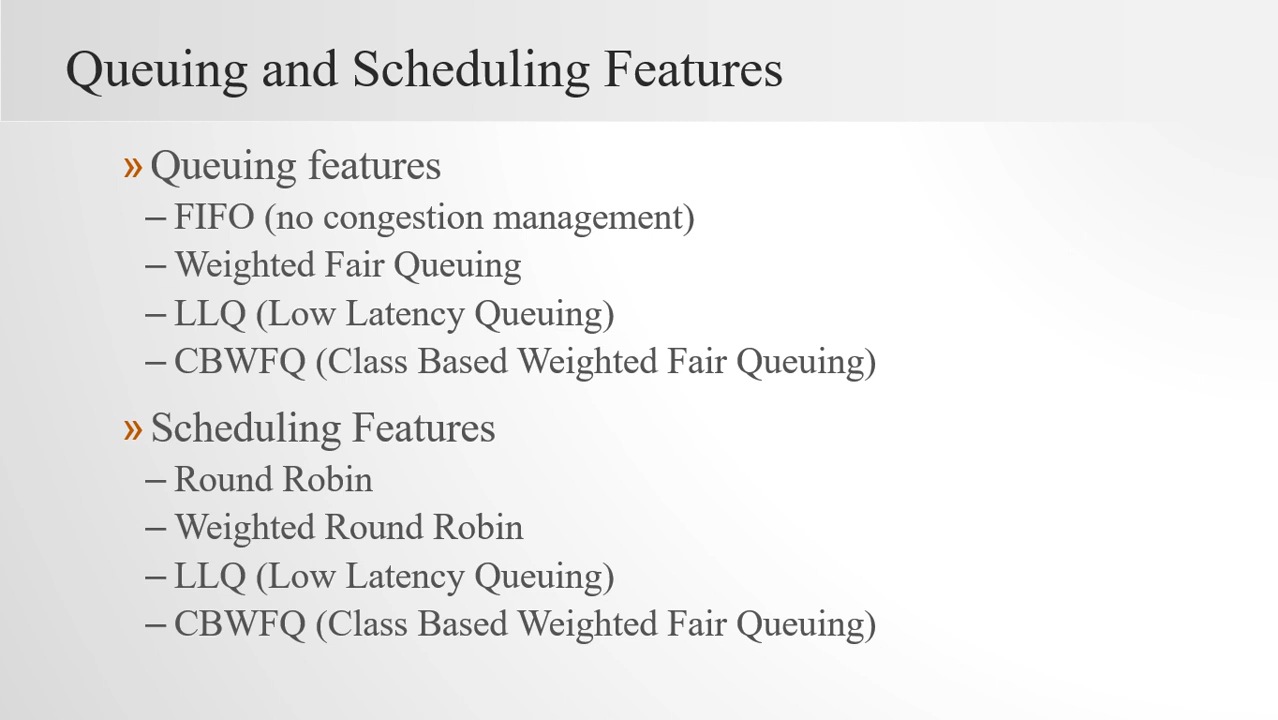 Queuing and Scheduling Features
» Queuing features
– FIFO (no congestion management)
– Weighted Fair Queuing
– LLQ (Low Latency Queuing)
– CBWFQ (Class Based Weighted Fair Queuing)
» Scheduling Features
– Round Robin
– Weighted Round Robin
– LLQ (Low Latency Queuing)
– CBWFQ (Class Based Weighted Fair Queuing)